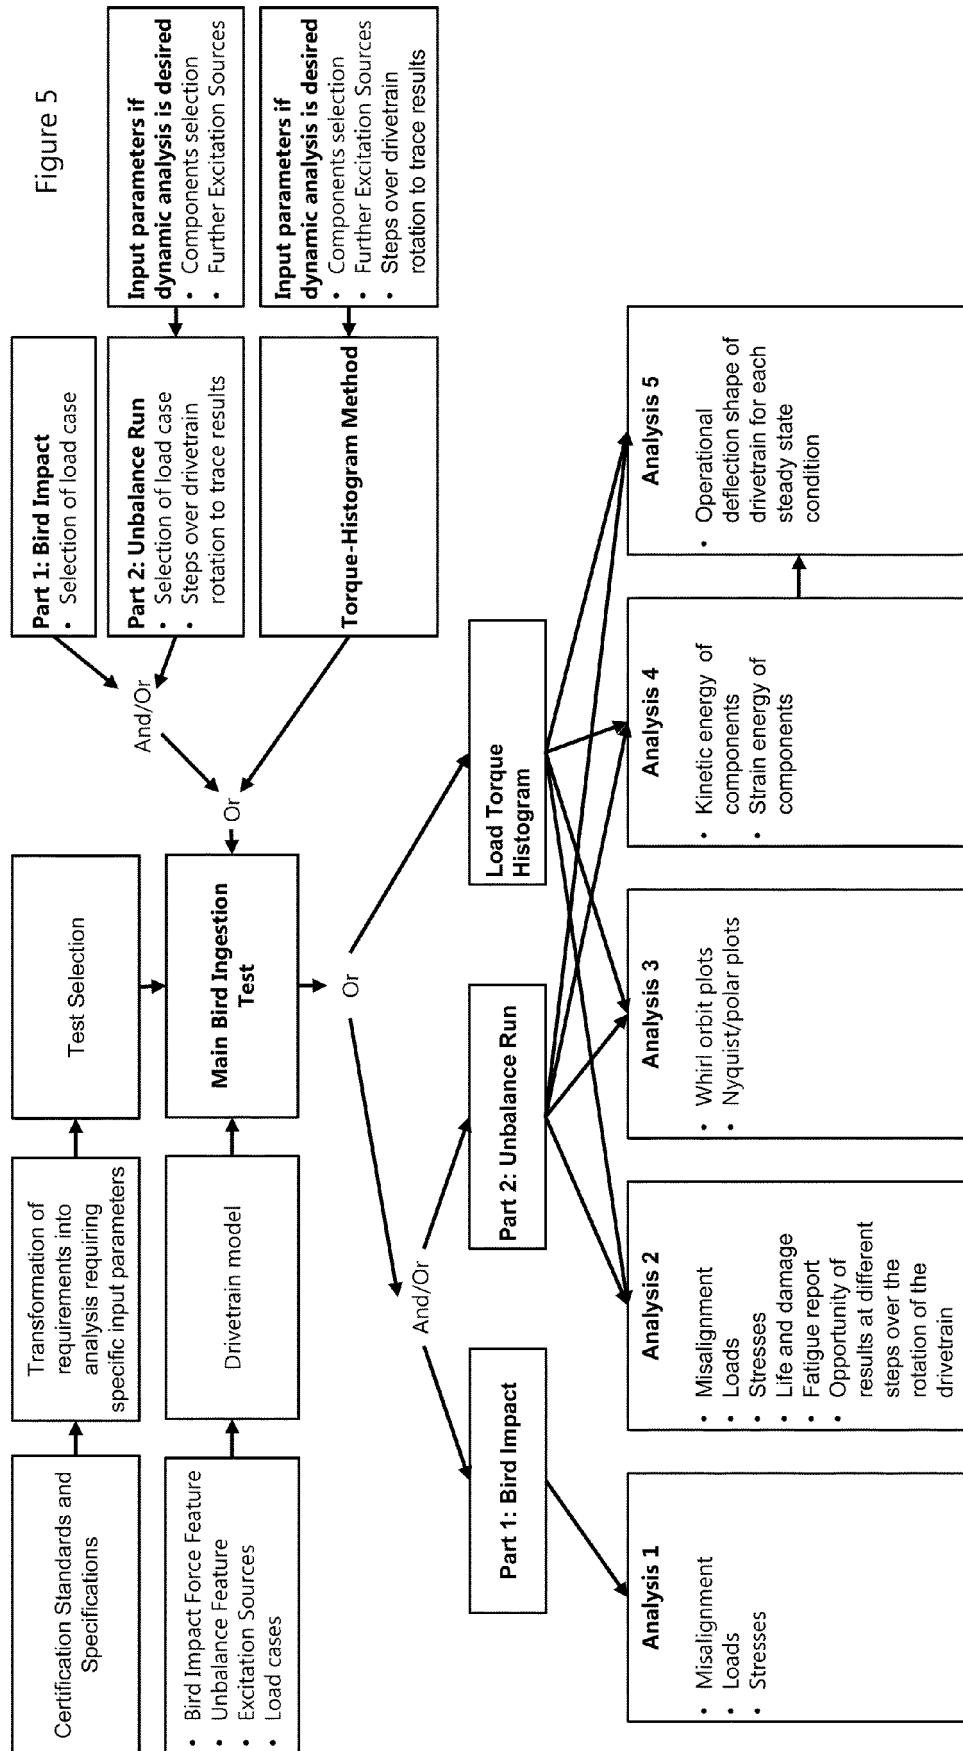 Figure 5
Certification Standards and
Specifications
Transformation of
requirements into
analysis requiring
specific input parameters
Test Selection
Part 1: Bird Impact
• Selection of load case
Part 2: Unbalance Run
• Selection of load case
• Steps over drivetrain
rotation to trace results
Input parameters if
dynamic analysis is desired
• Components selection
• Further Excitation Sources
And/Or
• Bird Impact Force Feature
• Unbalance Feature
• Excitation Sources
• Load cases
Drivetrain model
Main Bird Ingestion
Test
Or
Torque-Histogram Method
Input parameters if
dynamic analysis is desired
• Components selection
• Further Excitation Sources
• Steps over drivetrain
rotation to trace results
Or
And/Or
Part 1: Bird Impact
Part 2: Unbalance Run
Load Torque
Histogram
Analysis 1
• Misalignment
• Loads
• Stresses
Analysis 2
• Misalignment
• Loads
• Stresses
• Life and damage
• Fatigue report
• Opportunity of
results at different
steps over the
rotation of the
drivetrain
Analysis 3
• Whirl orbit plots
• Nyquist/polar plots
Analysis 4
• Kinetic energy of
components
• Strain energy of
components
Analysis 5
• Operational
deflection shape of
drivetrain for each
steady state
condition